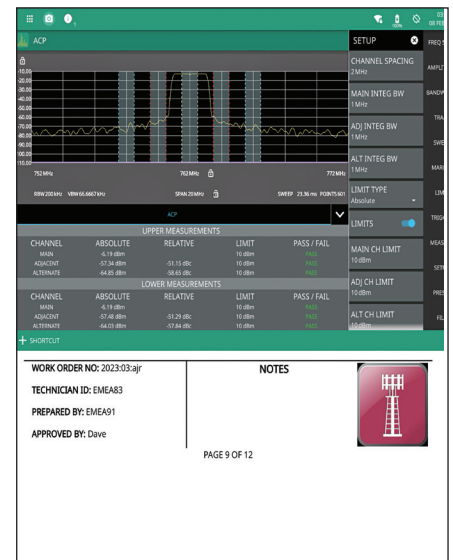 1
100%
03
08 FEB
ACP
SETUP
FREQ S
-10.00
-30.00
-40.00
-50.00
-60.00
-70.00
-80.00
-90.00
100.00
110.00
752 MHz
762 MHz
772 MHz
RBW 200 kHz VBW 66.6667 kHz
SPAN 20 MHz
SWEEP 23.36 ms POINTS 601
ACP
UPPER MEASUREMENTS
CHANNEL ABSOLUTE RELATIVE LIMIT PASS / FAIL
MAIN -6.19 dBm 10 dBm PASS
ADJACENT -57.34 dBm -51.15 dBc 10 dBm PASS
ALTERNATE -64.85 dBm -58.65 dBc 10 dBm PASS
LOWER MEASUREMENTS
CHANNEL ABSOLUTE RELATIVE LIMIT PASS / FAIL
MAIN -6.19 dBm 10 dBm PASS
ADJACENT -57.48 dBm -51.29 dBc 10 dBm PASS
ALTERNATE -64.03 dBm -57.84 dBc 10 dBm PASS
CHANNEL SPACING
2 MHz
MAIN INTEG BW
1 MHz
ADJ INTEG BW
1 MHz
ALT INTEG BW
1 MHz
LIMIT TYPE
Absolute
LIMITS
MAIN CH LIMIT
10 dBm
ADJ CH LIMIT
10 dBm
ALT CH LIMIT
10 dBm
AMPLIT
BANDW
TRA
SWE
MAR
LIM
TRIG
MEAS
SET
PRES
FIL
+ SHORTCUT
WORK ORDER NO: 2023:03:ajr
TECHNICIAN ID: EMEA83
PREPARED BY: EMEA91
APPROVED BY: Dave
NOTES
PAGE 9 OF 12